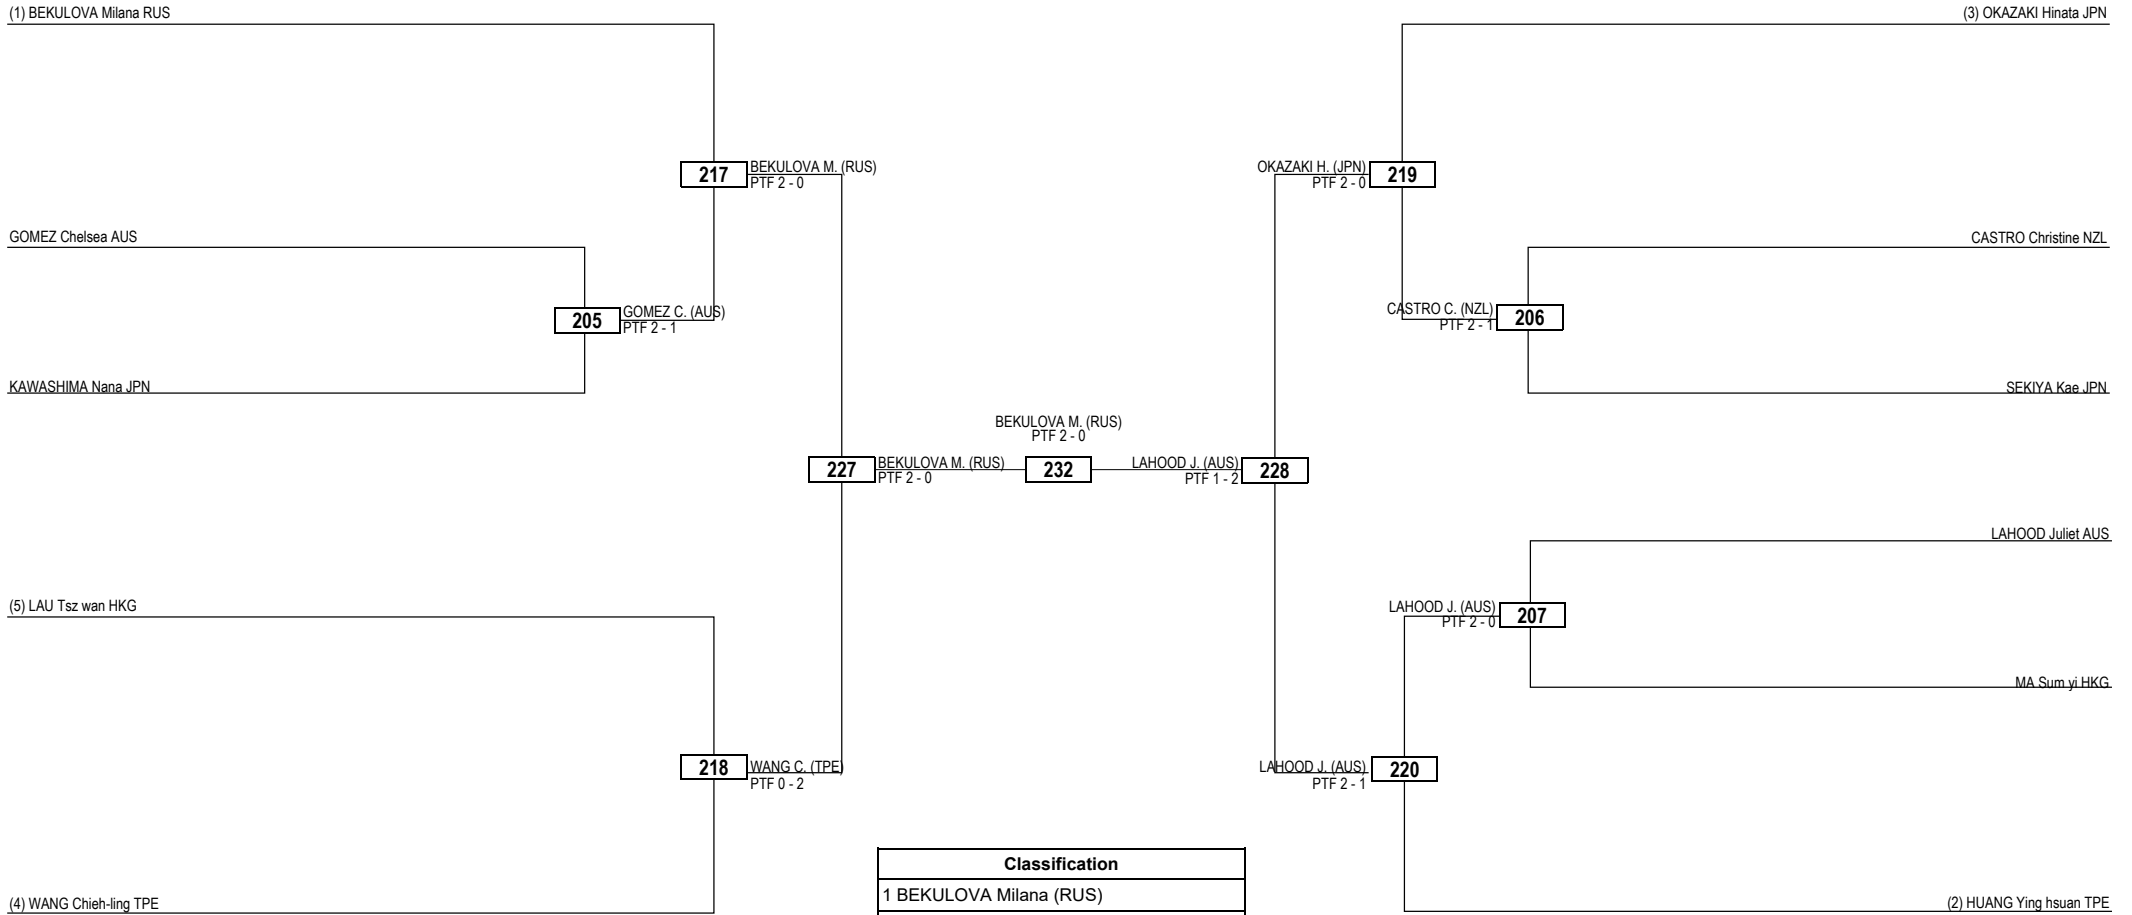 (1) BEKULOVA Milana RUS
(3) OKAZAKI Hinata JPN
217
BEKULOVA M. (RUS)
PTF 2 - 0
OKAZAKI H. (JPN)
PTF 2 - 0
219
GOMEZ Chelsea AUS
CASTRO Christine NZL
205
GOMEZ C. (AUS)
PTF 2 - 1
CASTRO C. (NZL)
PTF 2 - 1
206
KAWASHIMA Nana JPN
SEKIYA Kae JPN
BEKULOVA M. (RUS)
PTF 2 - 0
227
BEKULOVA M. (RUS)
PTF 2 - 0
232
LAHOOD J. (AUS)
PTF 1 - 2
228
LAHOOD Juliet AUS
(5) LAU Tsz wan HKG
LAHOOD J. (AUS)
PTF 2 - 0
207
MA Sum yi HKG
218
WANG C. (TPE)
PTF 0 - 2
LAHOOD J. (AUS)
PTF 2 - 1
220
Classification
1 BEKULOVA Milana (RUS)
(4) WANG Chieh-ling TPE
(2) HUANG Ying hsuan TPE